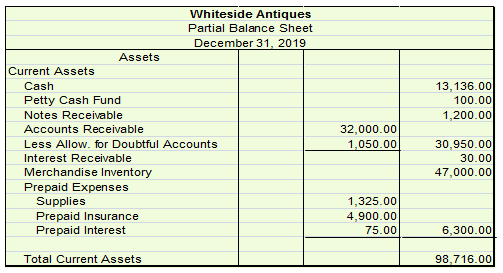 Whiteside Antiques
Partial Balance Sheet
December 31, 2019
Assets
Current Assets
Cash 13,136.00
Petty Cash Fund 100.00
Notes Receivable 1,200.00
Accounts Receivable 32,000.00
Less Allow. for Doubtful Accounts 1,050.00 30,950.00
Interest Receivable 30.00
Merchandise Inventory 47,000.00
Prepaid Expenses
Supplies 1,325.00
Prepaid Insurance 4,900.00
Prepaid Interest 75.00 6,300.00
Total Current Assets 98,716.00